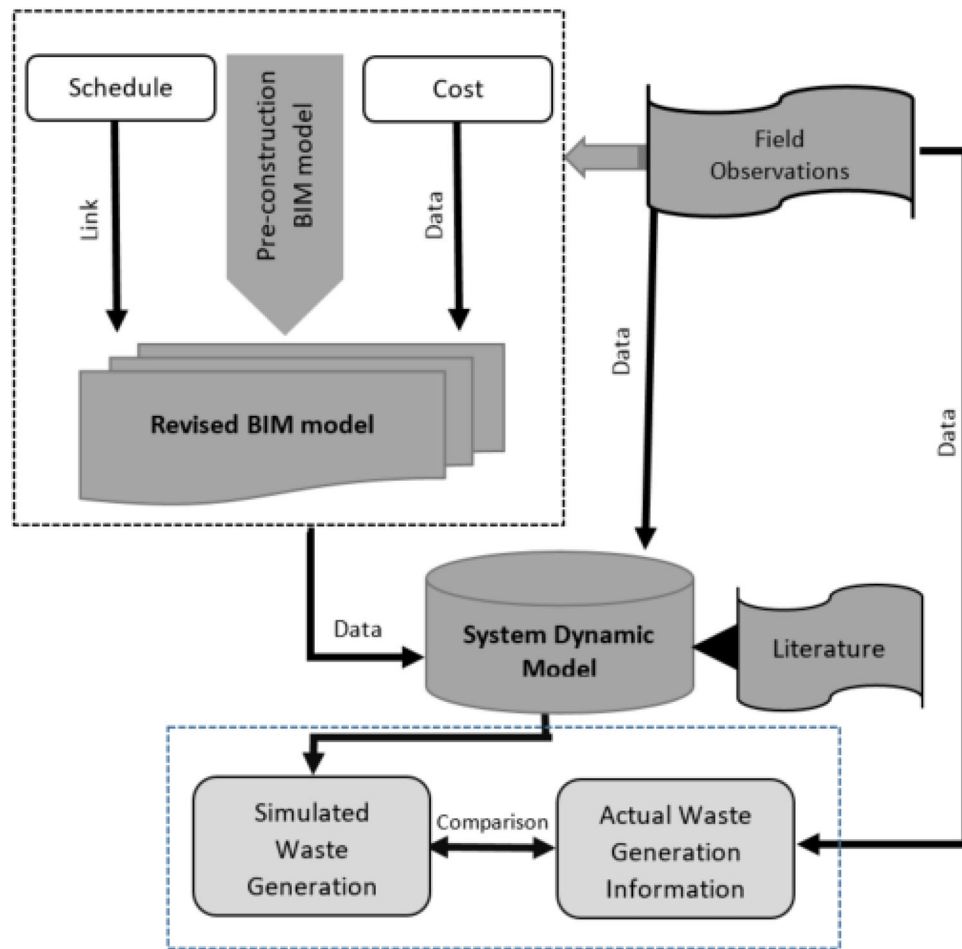 Schedule
Pre-construction
BIM model
Cost
Field
Observations
Link
Data
Data
Data
Revised BIM model
Data
System Dynamic
Model
Literature
Simulated
Waste
Generation
Comparison
Actual Waste
Generation
Information